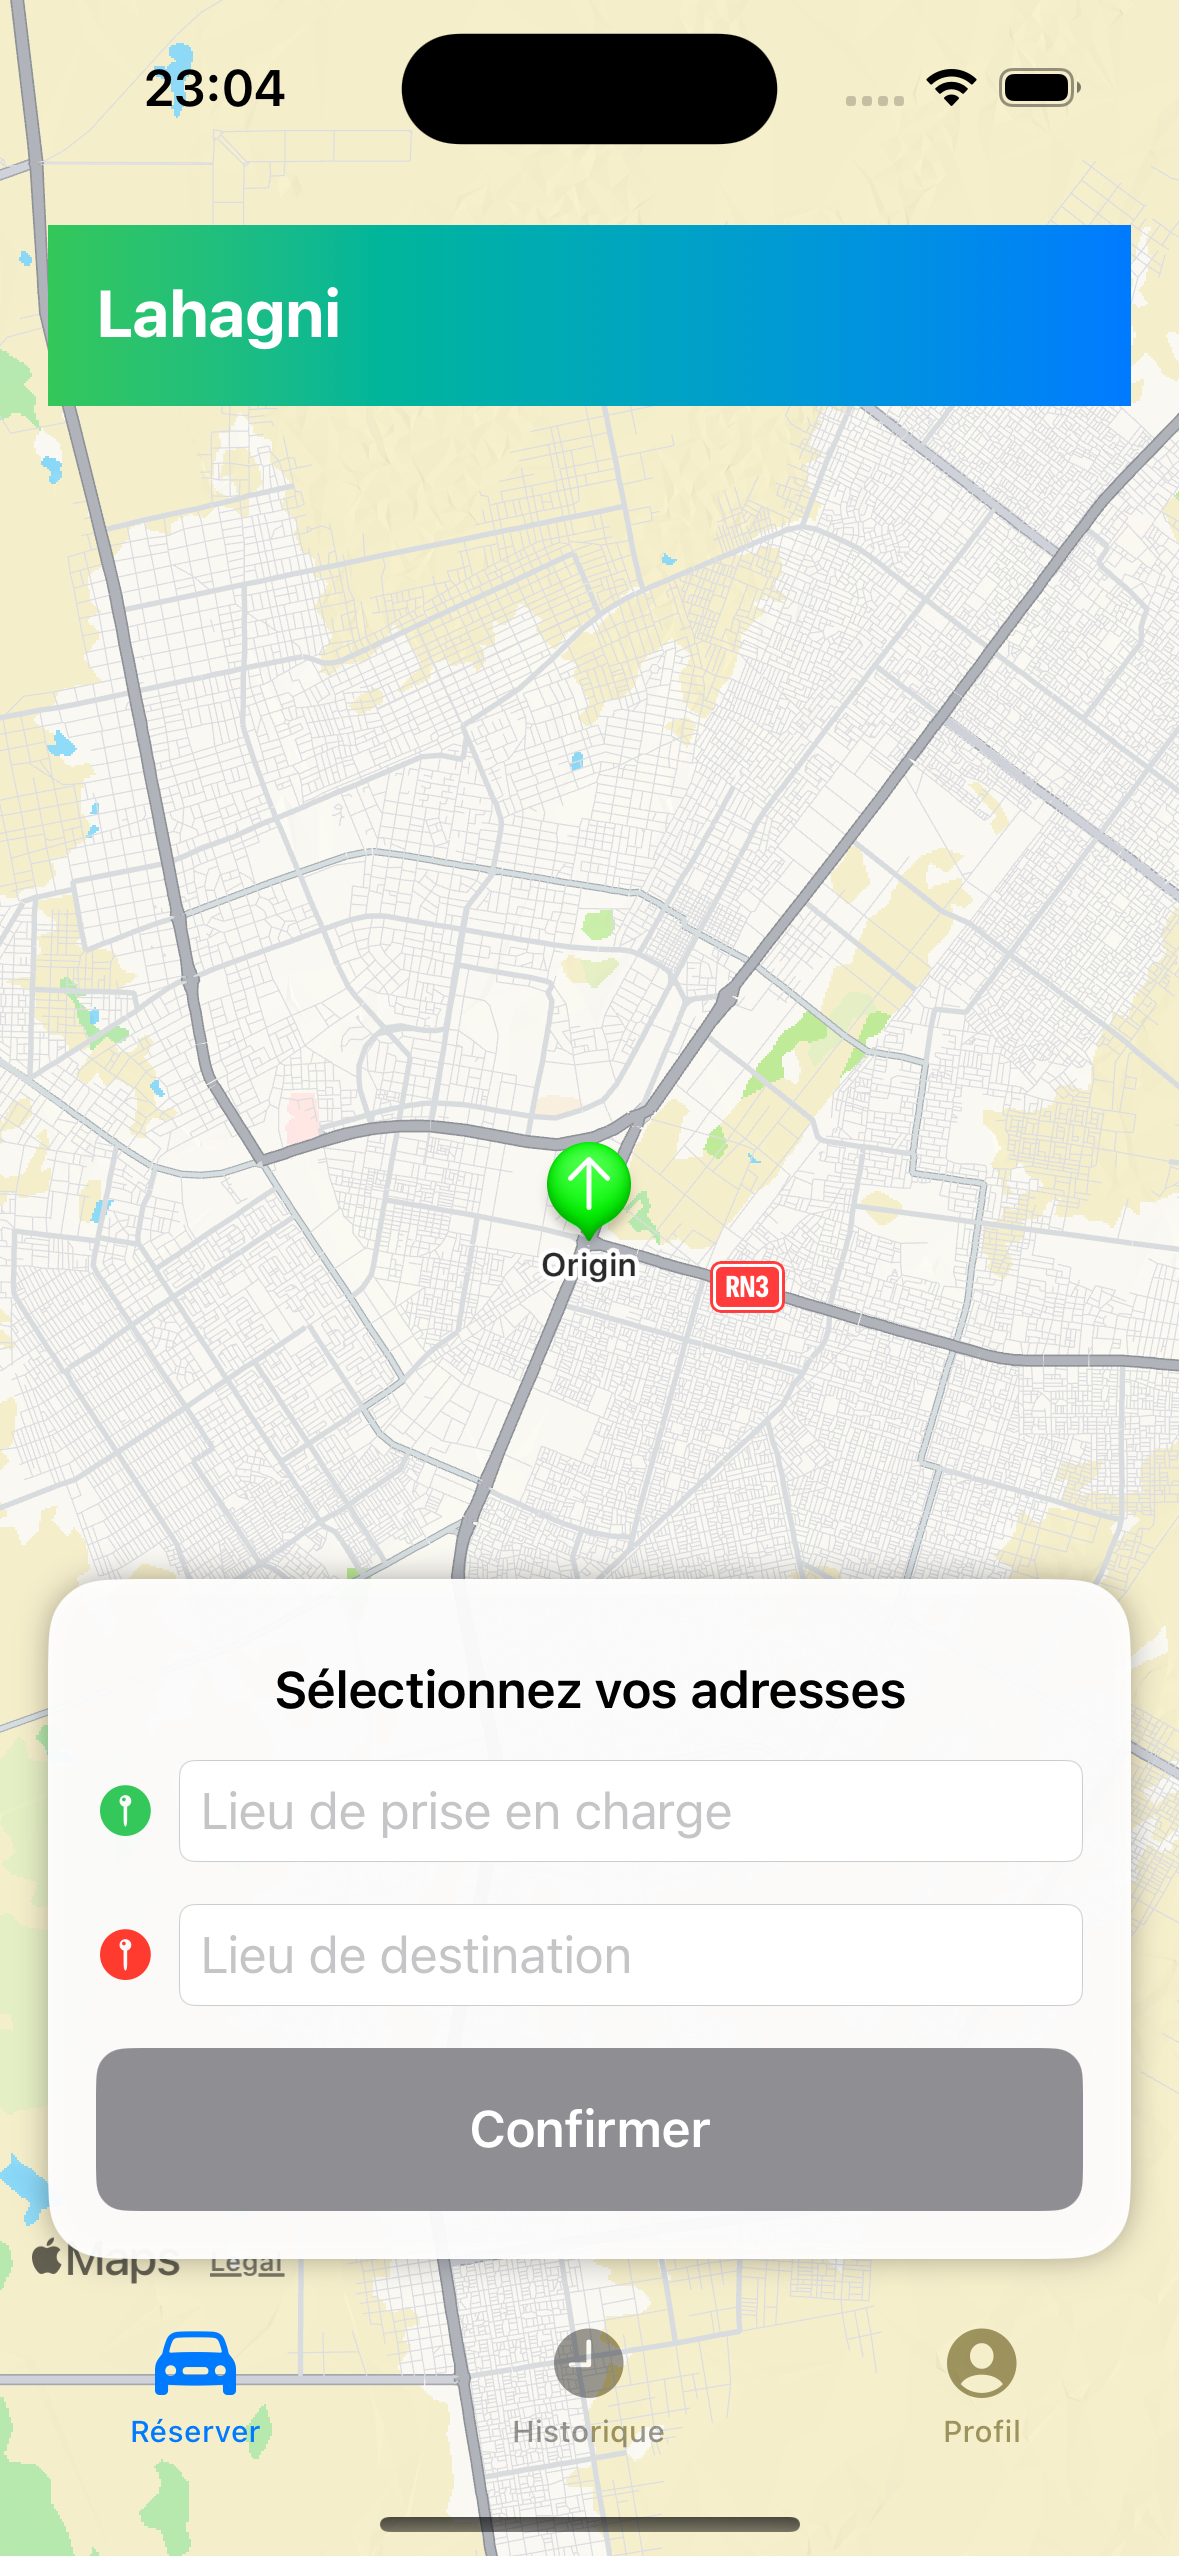 23:04
Lahagni
Origin
RN3
Sélectionnez vos adresses
Lieu de prise en charge
Lieu de destination
Confirmer
Maps Legal
Réserver
Historique
Profil